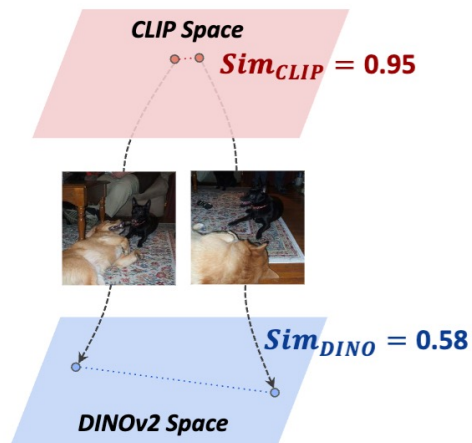 CLIP Space
Sim_CLIP = 0.95
Sim_DINO = 0.58
DINOv2 Space